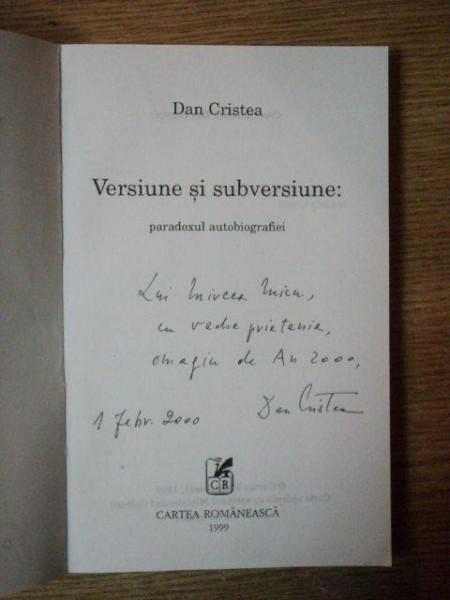 Dan Cristea
Versiune și subversiune:
paradoxul autobiografiei
Lui Mircea Micu,
cu veche prietenie,
omagiu de An 2000,
1 febr. 2000
Dan Cristea
CR
CARTEA ROMÂNEASCĂ
1999